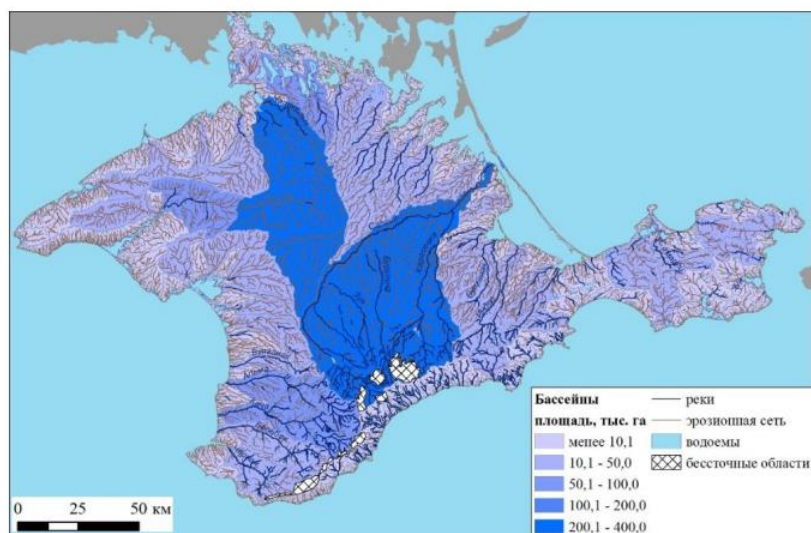 Альма
Бассейны
площадь, тыс. га
менее 10,1
10,1 - 50,0
50,1 - 100,0
100,1 - 200,0
200,1 - 400,0
реки
эрозионная сеть
водоемы
бессточные области
0 25 50 км